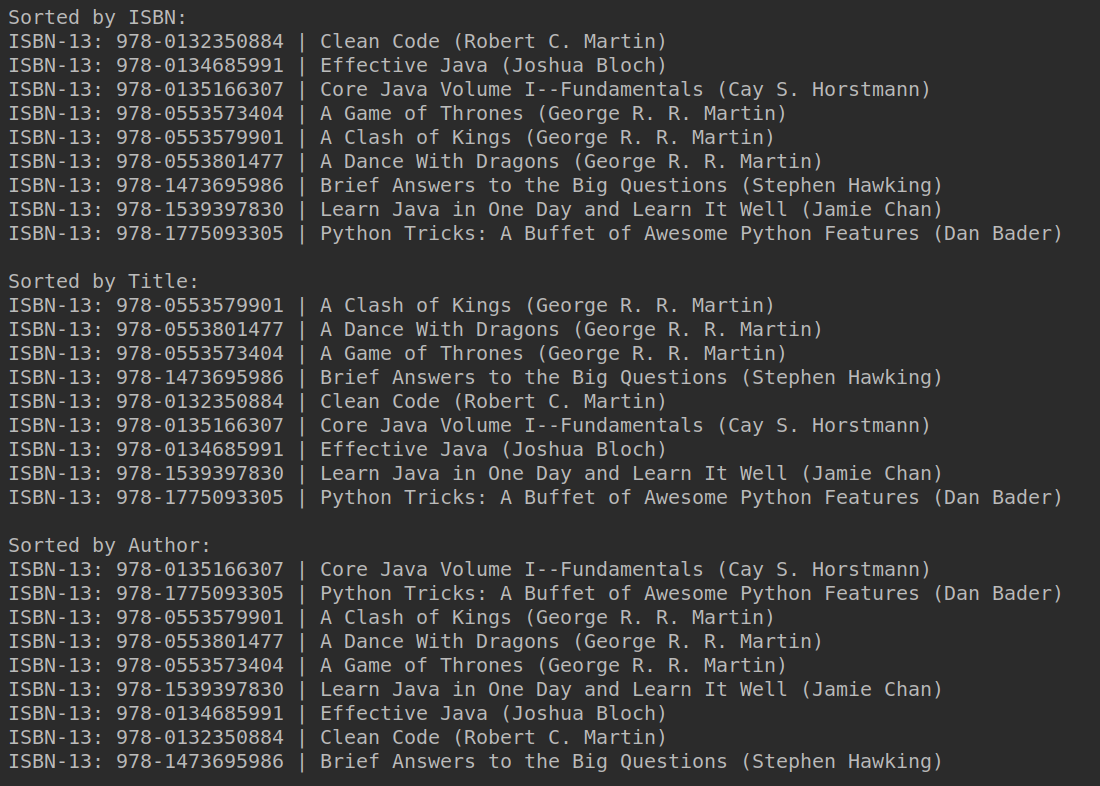 Sorted by ISBN:
ISBN-13: 978-0132350884 | Clean Code (Robert C. Martin)
ISBN-13: 978-0134685991 | Effective Java (Joshua Bloch)
ISBN-13: 978-0135166307 | Core Java Volume I--Fundamentals (Cay S. Horstmann)
ISBN-13: 978-0553573404 | A Game of Thrones (George R. R. Martin)
ISBN-13: 978-0553579901 | A Clash of Kings (George R. R. Martin)
ISBN-13: 978-0553801477 | A Dance With Dragons (George R. R. Martin)
ISBN-13: 978-1473695986 | Brief Answers to the Big Questions (Stephen Hawking)
ISBN-13: 978-1539397830 | Learn Java in One Day and Learn It Well (Jamie Chan)
ISBN-13: 978-1775093305 | Python Tricks: A Buffet of Awesome Python Features (Dan Bader)

Sorted by Title:
ISBN-13: 978-0553579901 | A Clash of Kings (George R. R. Martin)
ISBN-13: 978-0553801477 | A Dance With Dragons (George R. R. Martin)
ISBN-13: 978-0553573404 | A Game of Thrones (George R. R. Martin)
ISBN-13: 978-1473695986 | Brief Answers to the Big Questions (Stephen Hawking)
ISBN-13: 978-0132350884 | Clean Code (Robert C. Martin)
ISBN-13: 978-0135166307 | Core Java Volume I--Fundamentals (Cay S. Horstmann)
ISBN-13: 978-0134685991 | Effective Java (Joshua Bloch)
ISBN-13: 978-1539397830 | Learn Java in One Day and Learn It Well (Jamie Chan)
ISBN-13: 978-1775093305 | Python Tricks: A Buffet of Awesome Python Features (Dan Bader)

Sorted by Author:
ISBN-13: 978-0135166307 | Core Java Volume I--Fundamentals (Cay S. Horstmann)
ISBN-13: 978-1775093305 | Python Tricks: A Buffet of Awesome Python Features (Dan Bader)
ISBN-13: 978-0553579901 | A Clash of Kings (George R. R. Martin)
ISBN-13: 978-0553801477 | A Dance With Dragons (George R. R. Martin)
ISBN-13: 978-0553573404 | A Game of Thrones (George R. R. Martin)
ISBN-13: 978-1539397830 | Learn Java in One Day and Learn It Well (Jamie Chan)
ISBN-13: 978-0134685991 | Effective Java (Joshua Bloch)
ISBN-13: 978-0132350884 | Clean Code (Robert C. Martin)
ISBN-13: 978-1473695986 | Brief Answers to the Big Questions (Stephen Hawking)